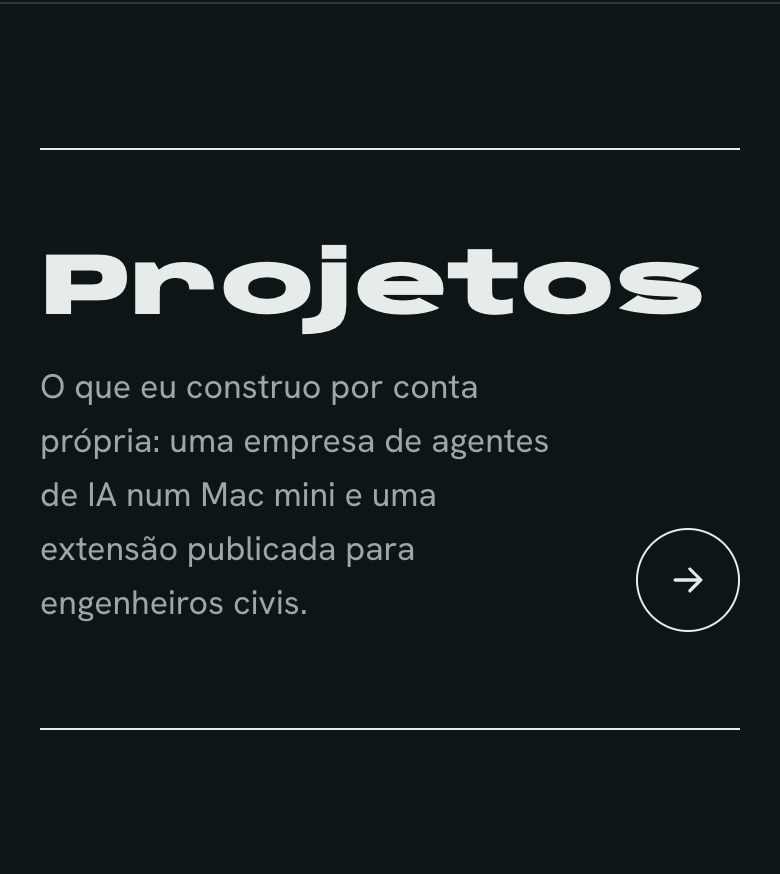 Projetos
O que eu construo por conta
própria: uma empresa de agentes
de IA num Mac mini e uma
extensão publicada para
engenheiros civis.